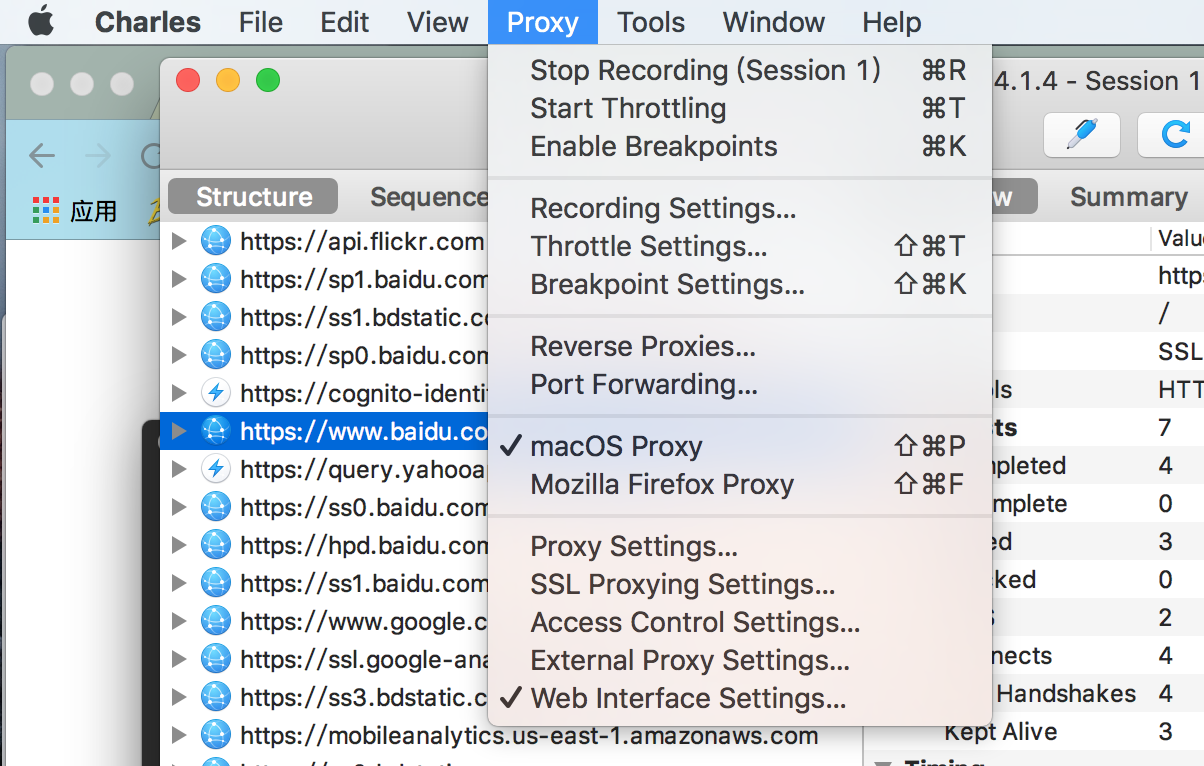 Charles File Edit View Proxy Tools Window Help
Stop Recording (Session 1) ⌘R
Start Throttling ⌘T
Enable Breakpoints ⌘K
Recording Settings...
Throttle Settings... ⇧⌘T
Breakpoint Settings... ⇧⌘K
Reverse Proxies...
Port Forwarding...
✓ macOS Proxy ⇧⌘P
Mozilla Firefox Proxy ⇧⌘F
Proxy Settings...
SSL Proxying Settings...
Access Control Settings...
External Proxy Settings...
✓ Web Interface Settings...
4.1.4 - Session 1
应用
Structure Sequence
https://api.flickr.com
https://sp1.baidu.com
https://ss1.bdstatic.c
https://sp0.baidu.com
https://cognito-identi
https://www.baidu.co
https://query.yahooa
https://ss0.baidu.com
https://hpd.baidu.com
https://ss1.baidu.com
https://www.google.c
https://ssl.google-ana
https://ss3.bdstatic.c
https://mobileanalytics.us-east-1.amazonaws.com
w Summary
Valu
http
/
SSL
ols HTT
sts 7
mpleted 4
mplete 0
ed 3
cked 0
S 2
nects 4
Handshakes 4
Kept Alive 3
Timing